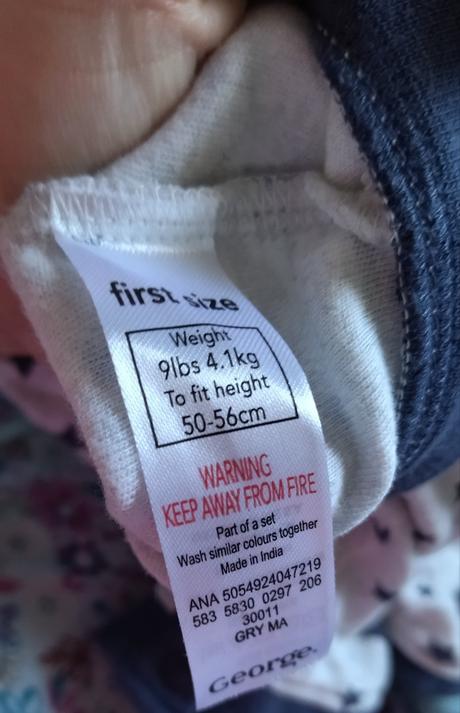 first size
Weight
9lbs 4.1kg
To fit height
50-56cm
WARNING
KEEP AWAY FROM FIRE
Part of a set
Wash similar colours together
Made in India
ANA 5054924047219
583 5830 0297 206
30011
GRY MA
George.